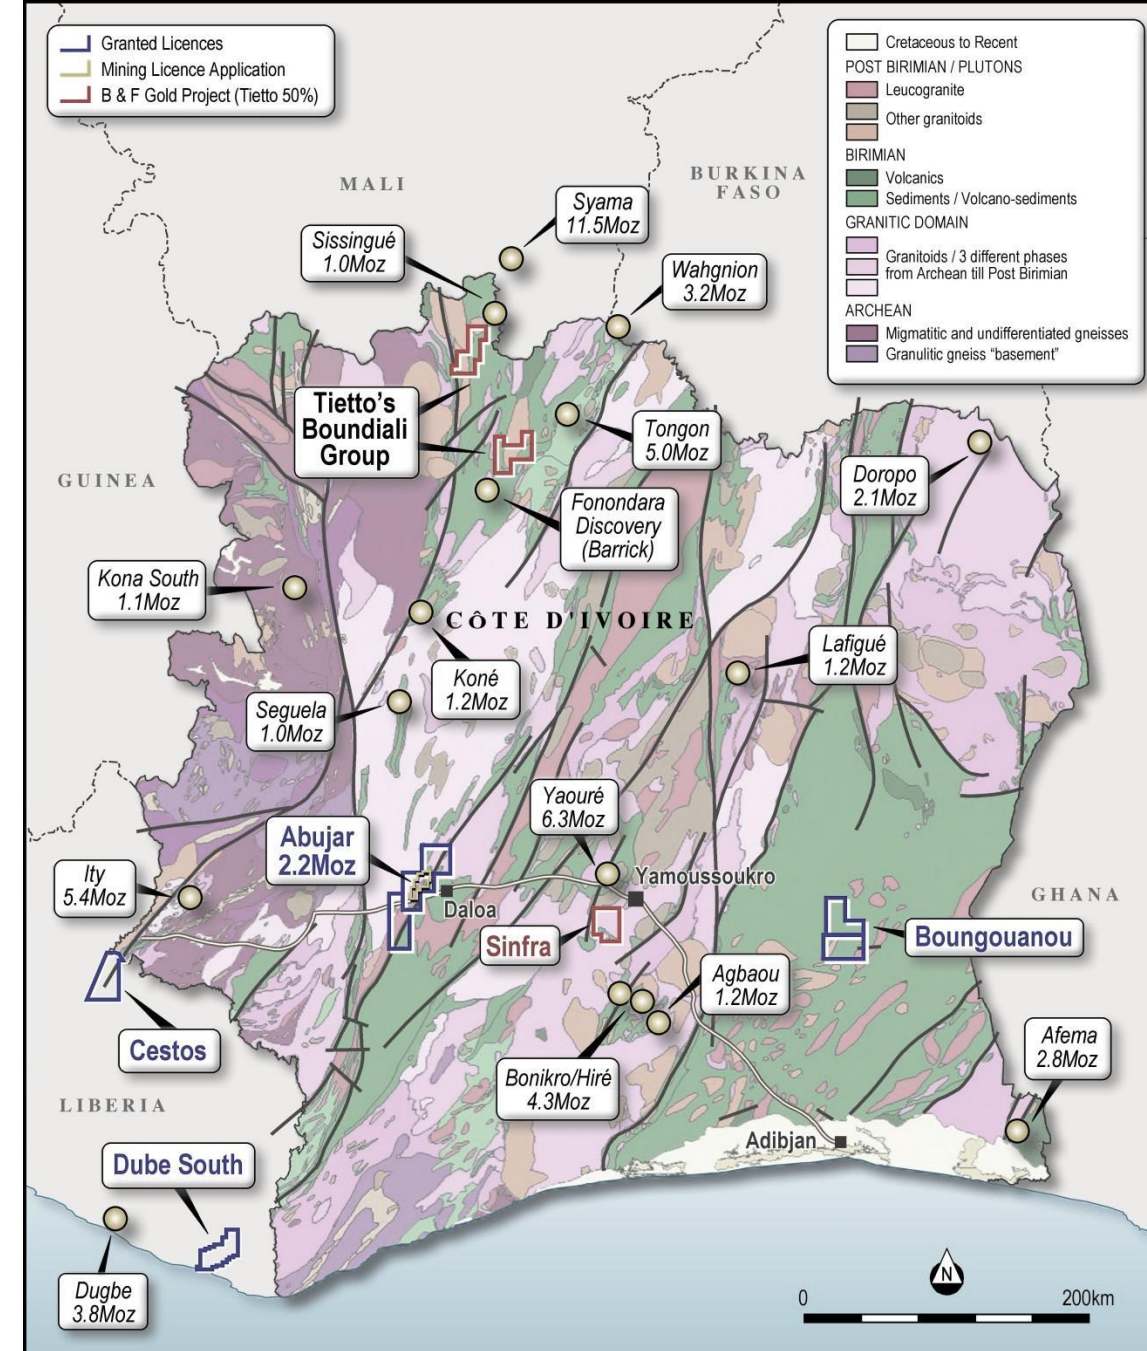 Granted Licences
Mining Licence Application
B & F Gold Project (Tietto 50%)
Cretaceous to Recent
POST BIRIMIAN / PLUTONS
Leucogranite
Other granitoids
BIRIMIAN
Volcanics
Sediments / Volcano-sediments
GRANITIC DOMAIN
Granitoids / 3 different phases
from Archean till Post Birimian
ARCHEAN
Migmatitic and undifferentiated gneisses
Granulitic gneiss “basement”
MALI
BURKINA
FASO
Syama
11.5Moz
Sissingué
1.0Moz
Wahgnion
3.2Moz
Tietto's
Boundiali
Group
Tongon
5.0Moz
Doropo
2.1Moz
GUINEA
Fonondara
Discovery
(Barrick)
Kona South
1.1Moz
CÔTE D'IVOIRE
Koné
1.2Moz
Lafigué
1.2Moz
Seguela
1.0Moz
Yaouré
6.3Moz
Abujar
2.2Moz
Ity
5.4Moz
Daloa
Yamoussoukro
GHANA
Sinfra
Boungouanou
Agbaou
1.2Moz
Cestos
Bonikro/Hiré
4.3Moz
Afema
2.8Moz
LIBERIA
Adibjan
Dube South
Dugbe
3.8Moz
N
0 200km